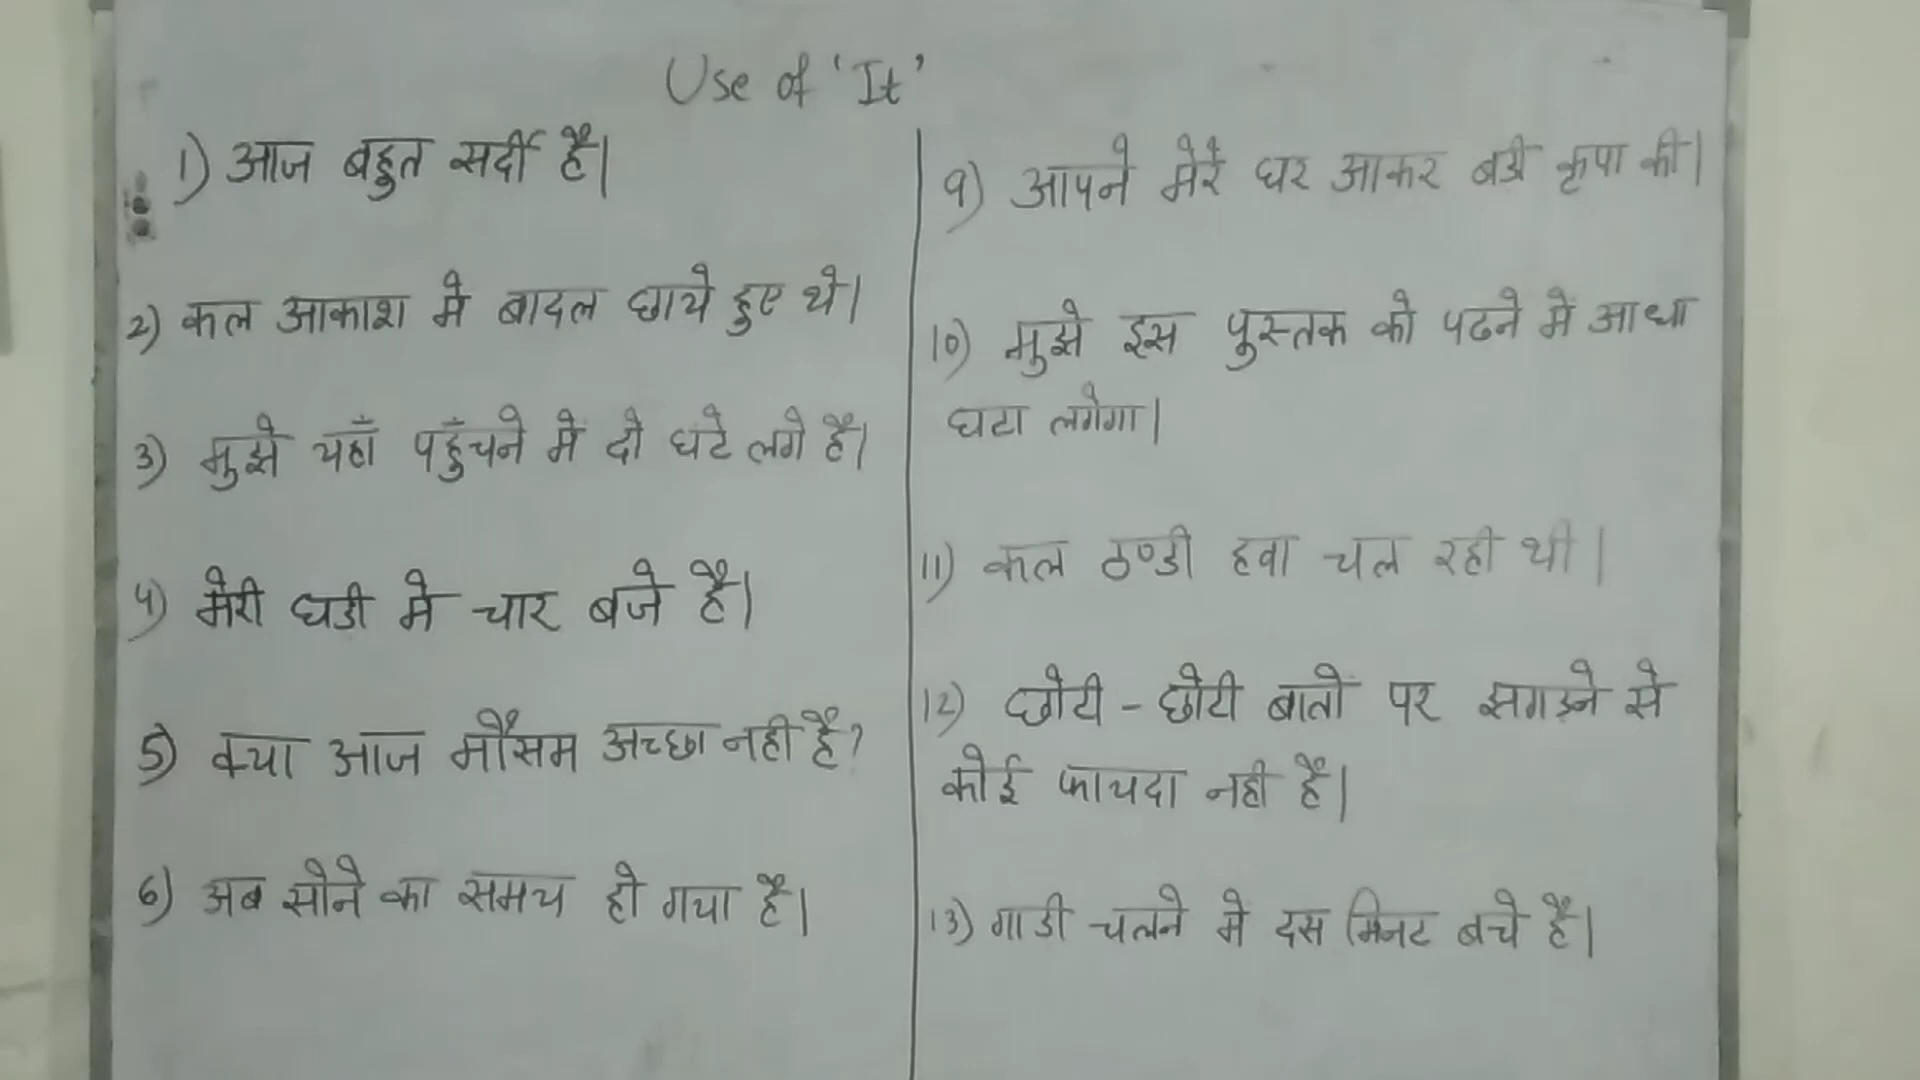 Use of 'It'
1) आज बहुत सर्दी है।
2) कल आकाश मे बादल छाये हुए थे।
3) मुझे यहाँ पहुँचने में दो घंटे लगे है।
4) मेरी घडी मे चार बजे है।
5) क्या आज मौसम अच्छा नही है?
6) अब सोने का समय हो गया है।
9) आपने मेरे घर आकर बडी कृपा की।
10) मुझे इस पुस्तक को पढने मे आधा
घंटा लगेगा।
11) कल ठण्डी हवा चल रही थी।
12) छोटी - छोटी बातों पर झगड़ने से
कोई फायदा नही है।
13) गाडी चलने मे दस मिनट बचे है।